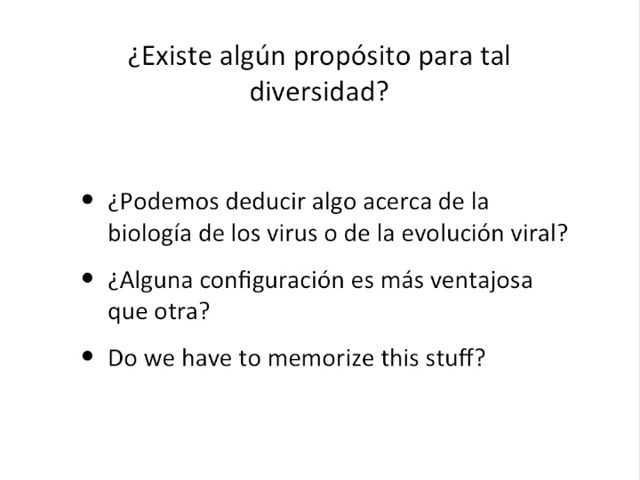 ¿Existe algún propósito para tal
diversidad?
• ¿Podemos deducir algo acerca de la
biología de los virus o de la evolución viral?
• ¿Alguna configuración es más ventajosa
que otra?
• Do we have to memorize this stuff?